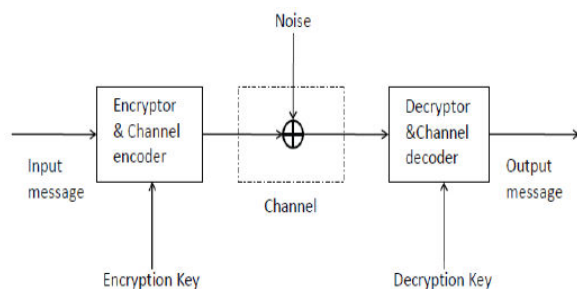 Noise
Encryptor
& Channel
encoder
Decryptor
&Channel
decoder
Input
message
Channel
Output
message
Encryption Key
Decryption Key